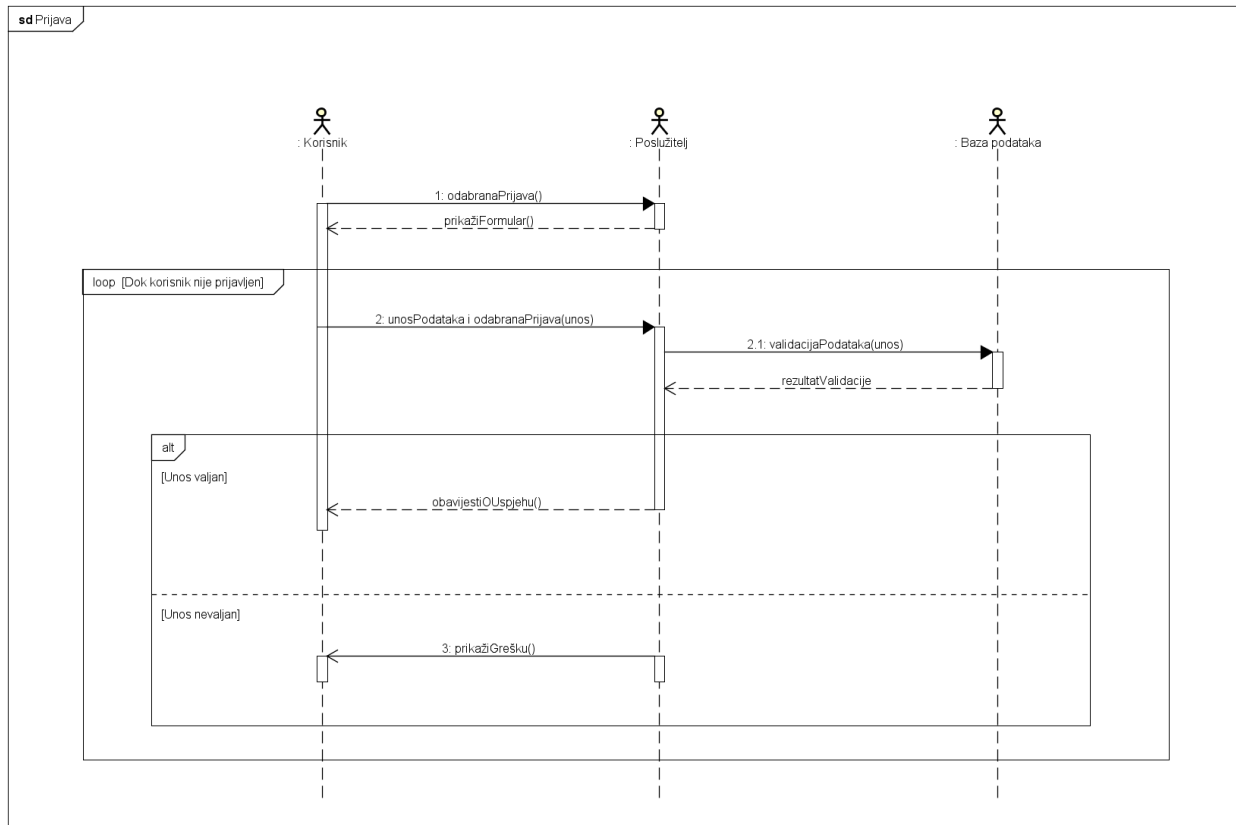 sd Prijava
: Korisnik
: Poslužitelj
: Baza podataka
1: odabranaPrijava()
prikažiFormular()
loop [Dok korisnik nije prijavljen]
2: unosPodataka i odabranaPrijava(unos)
2.1: validacijaPodataka(unos)
rezultatValidacije
alt
[Unos valjan]
obavijestiOUspjehu()
[Unos nevaljan]
3: prikažiGrešku()